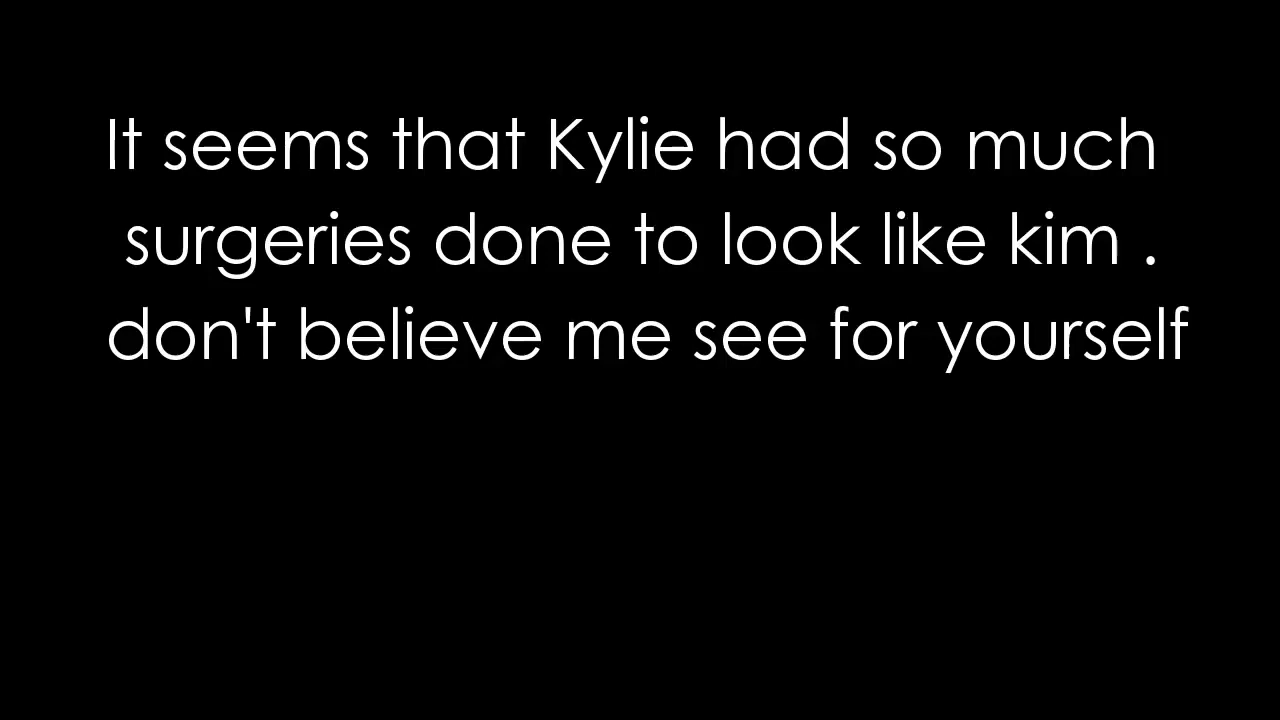 It seems that Kylie had so much
surgeries done to look like kim .
don't believe me see for yourself